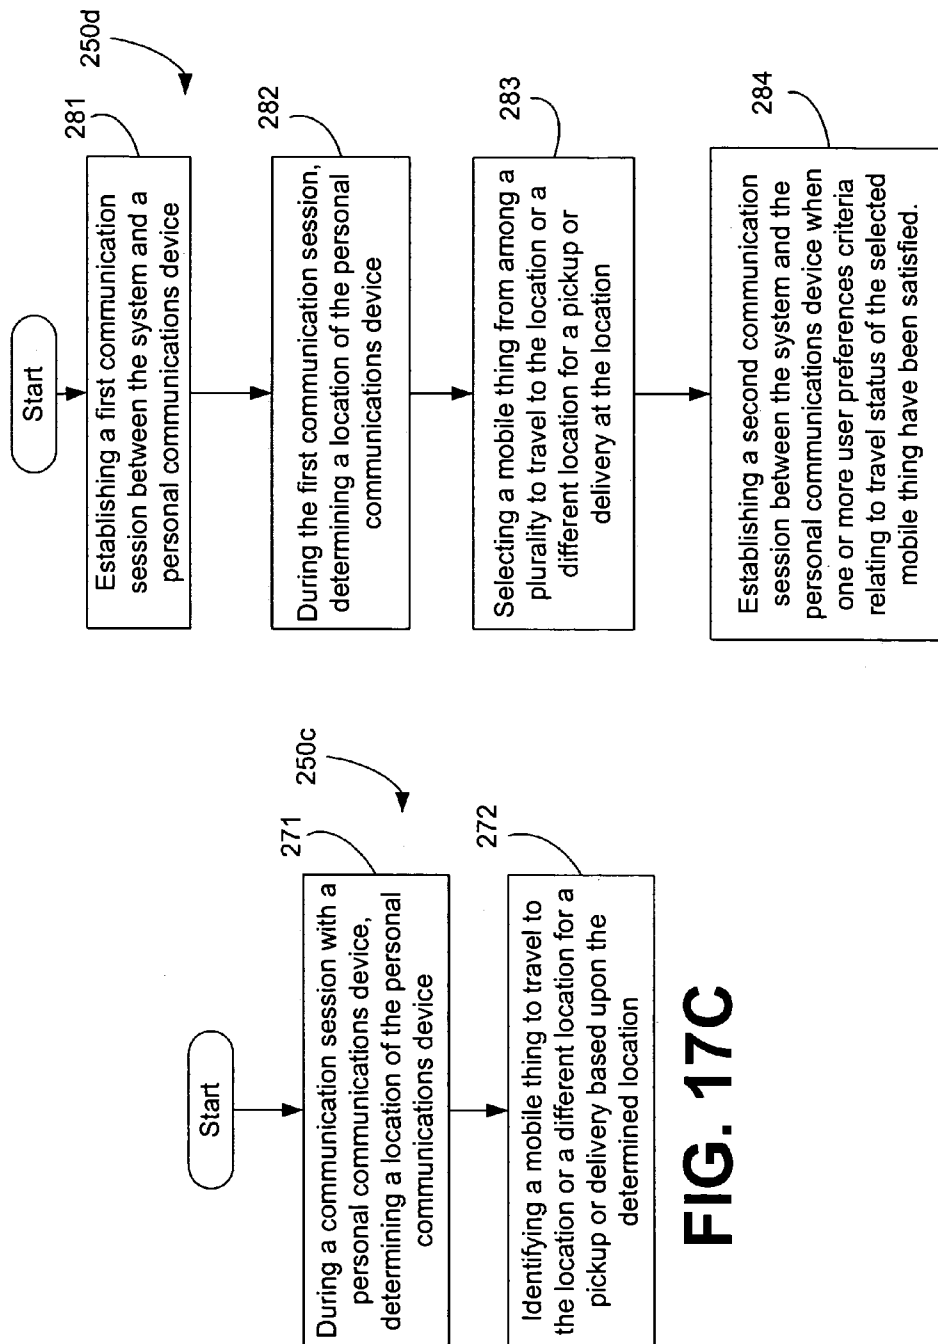 Start
271
During a communication session with a
personal communications device,
determining a location of the personal
communications device
250c
272
Identifying a mobile thing to travel to
the location or a different location for a
pickup or delivery based upon the
determined location
FIG. 17C
Start
250d
281
Establishing a first communication
session between the system and a
personal communications device
282
During the first communication session,
determining a location of the personal
communications device
283
Selecting a mobile thing from among a
plurality to travel to the location or a
different location for a pickup or
delivery at the location
284
Establishing a second communication
session between the system and the
personal communications device when
one or more user preferences criteria
relating to travel status of the selected
mobile thing have been satisfied.